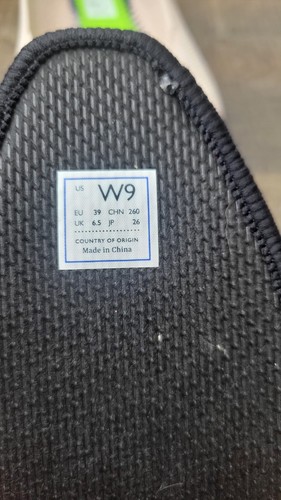 US W9
EU 39 CHN 260
UK 6.5 JP 26
COUNTRY OF ORIGIN
Made in China